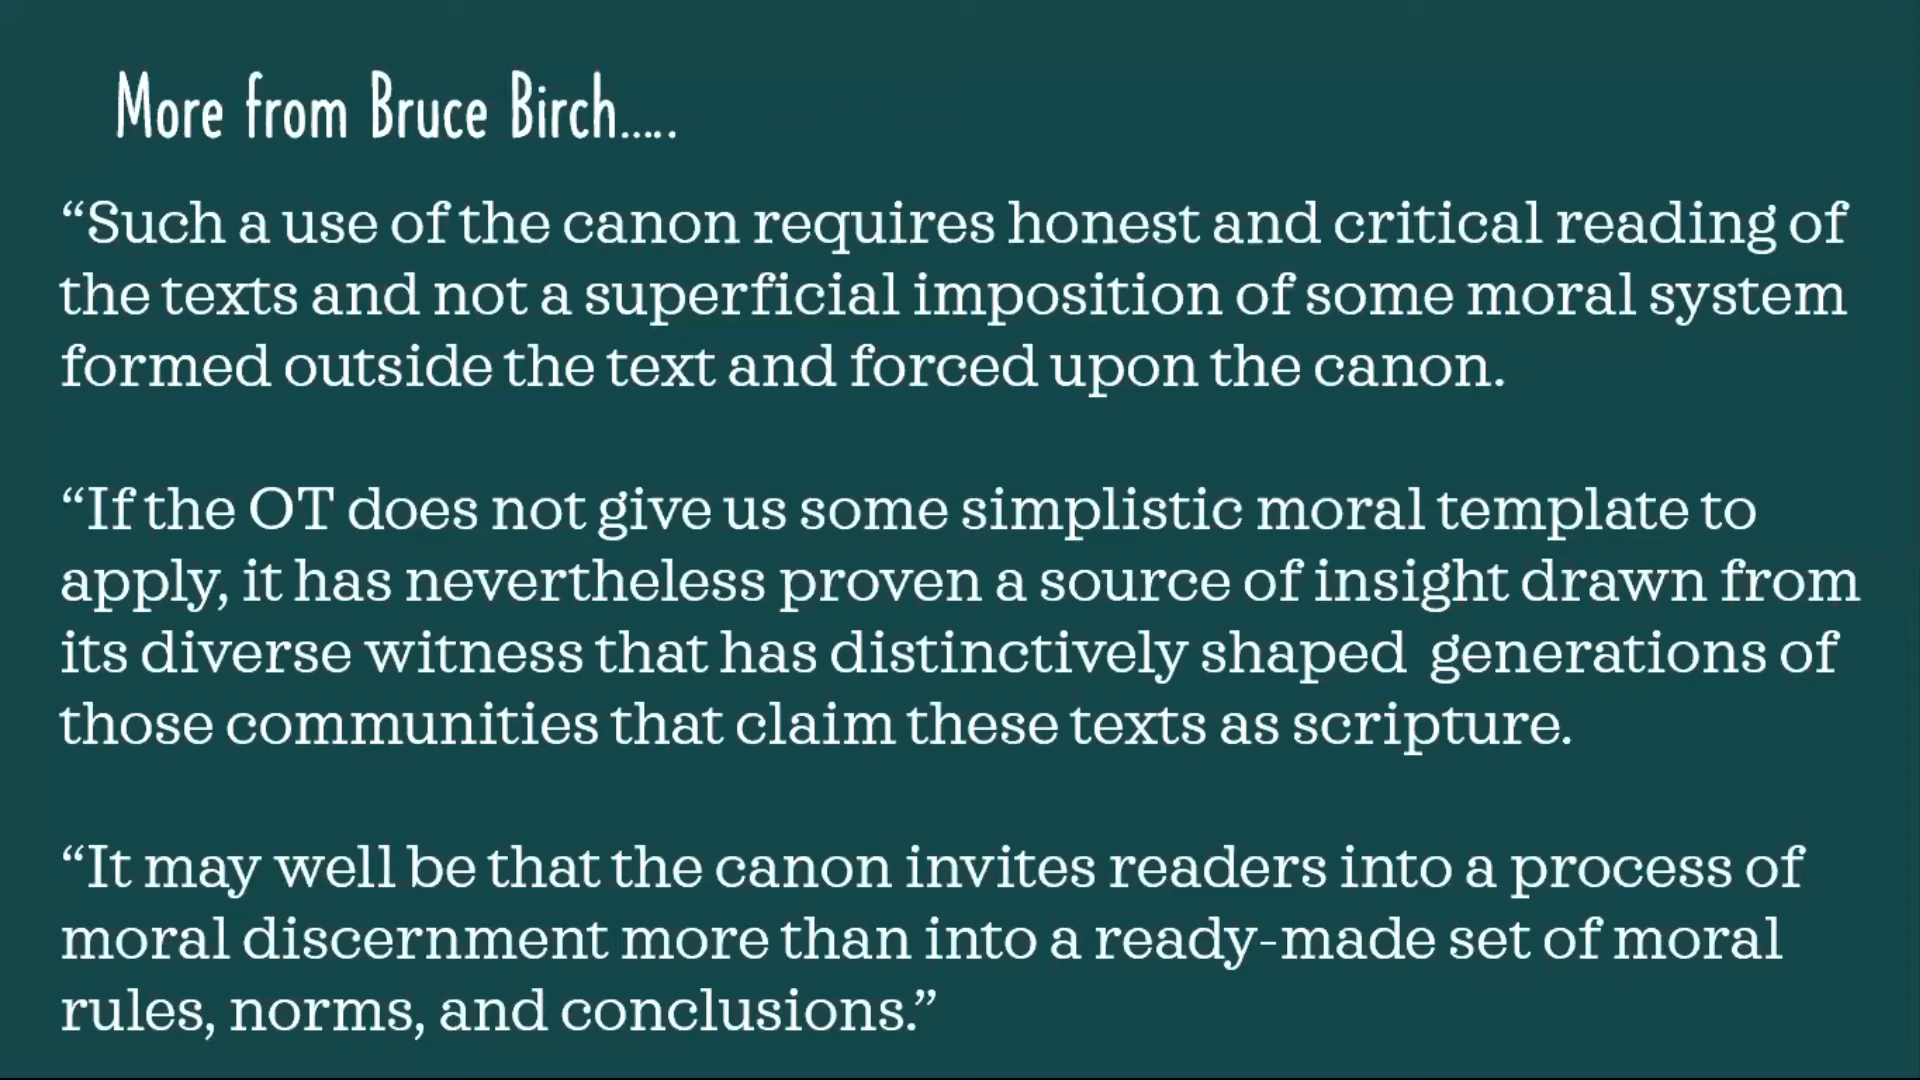 More from Bruce Birch.....
“Such a use of the canon requires honest and critical reading of
the texts and not a superficial imposition of some moral system
formed outside the text and forced upon the canon.
“If the OT does not give us some simplistic moral template to
apply, it has nevertheless proven a source of insight drawn from
its diverse witness that has distinctively shaped  generations of
those communities that claim these texts as scripture.
“It may well be that the canon invites readers into a process of
moral discernment more than into a ready-made set of moral
rules, norms, and conclusions.”